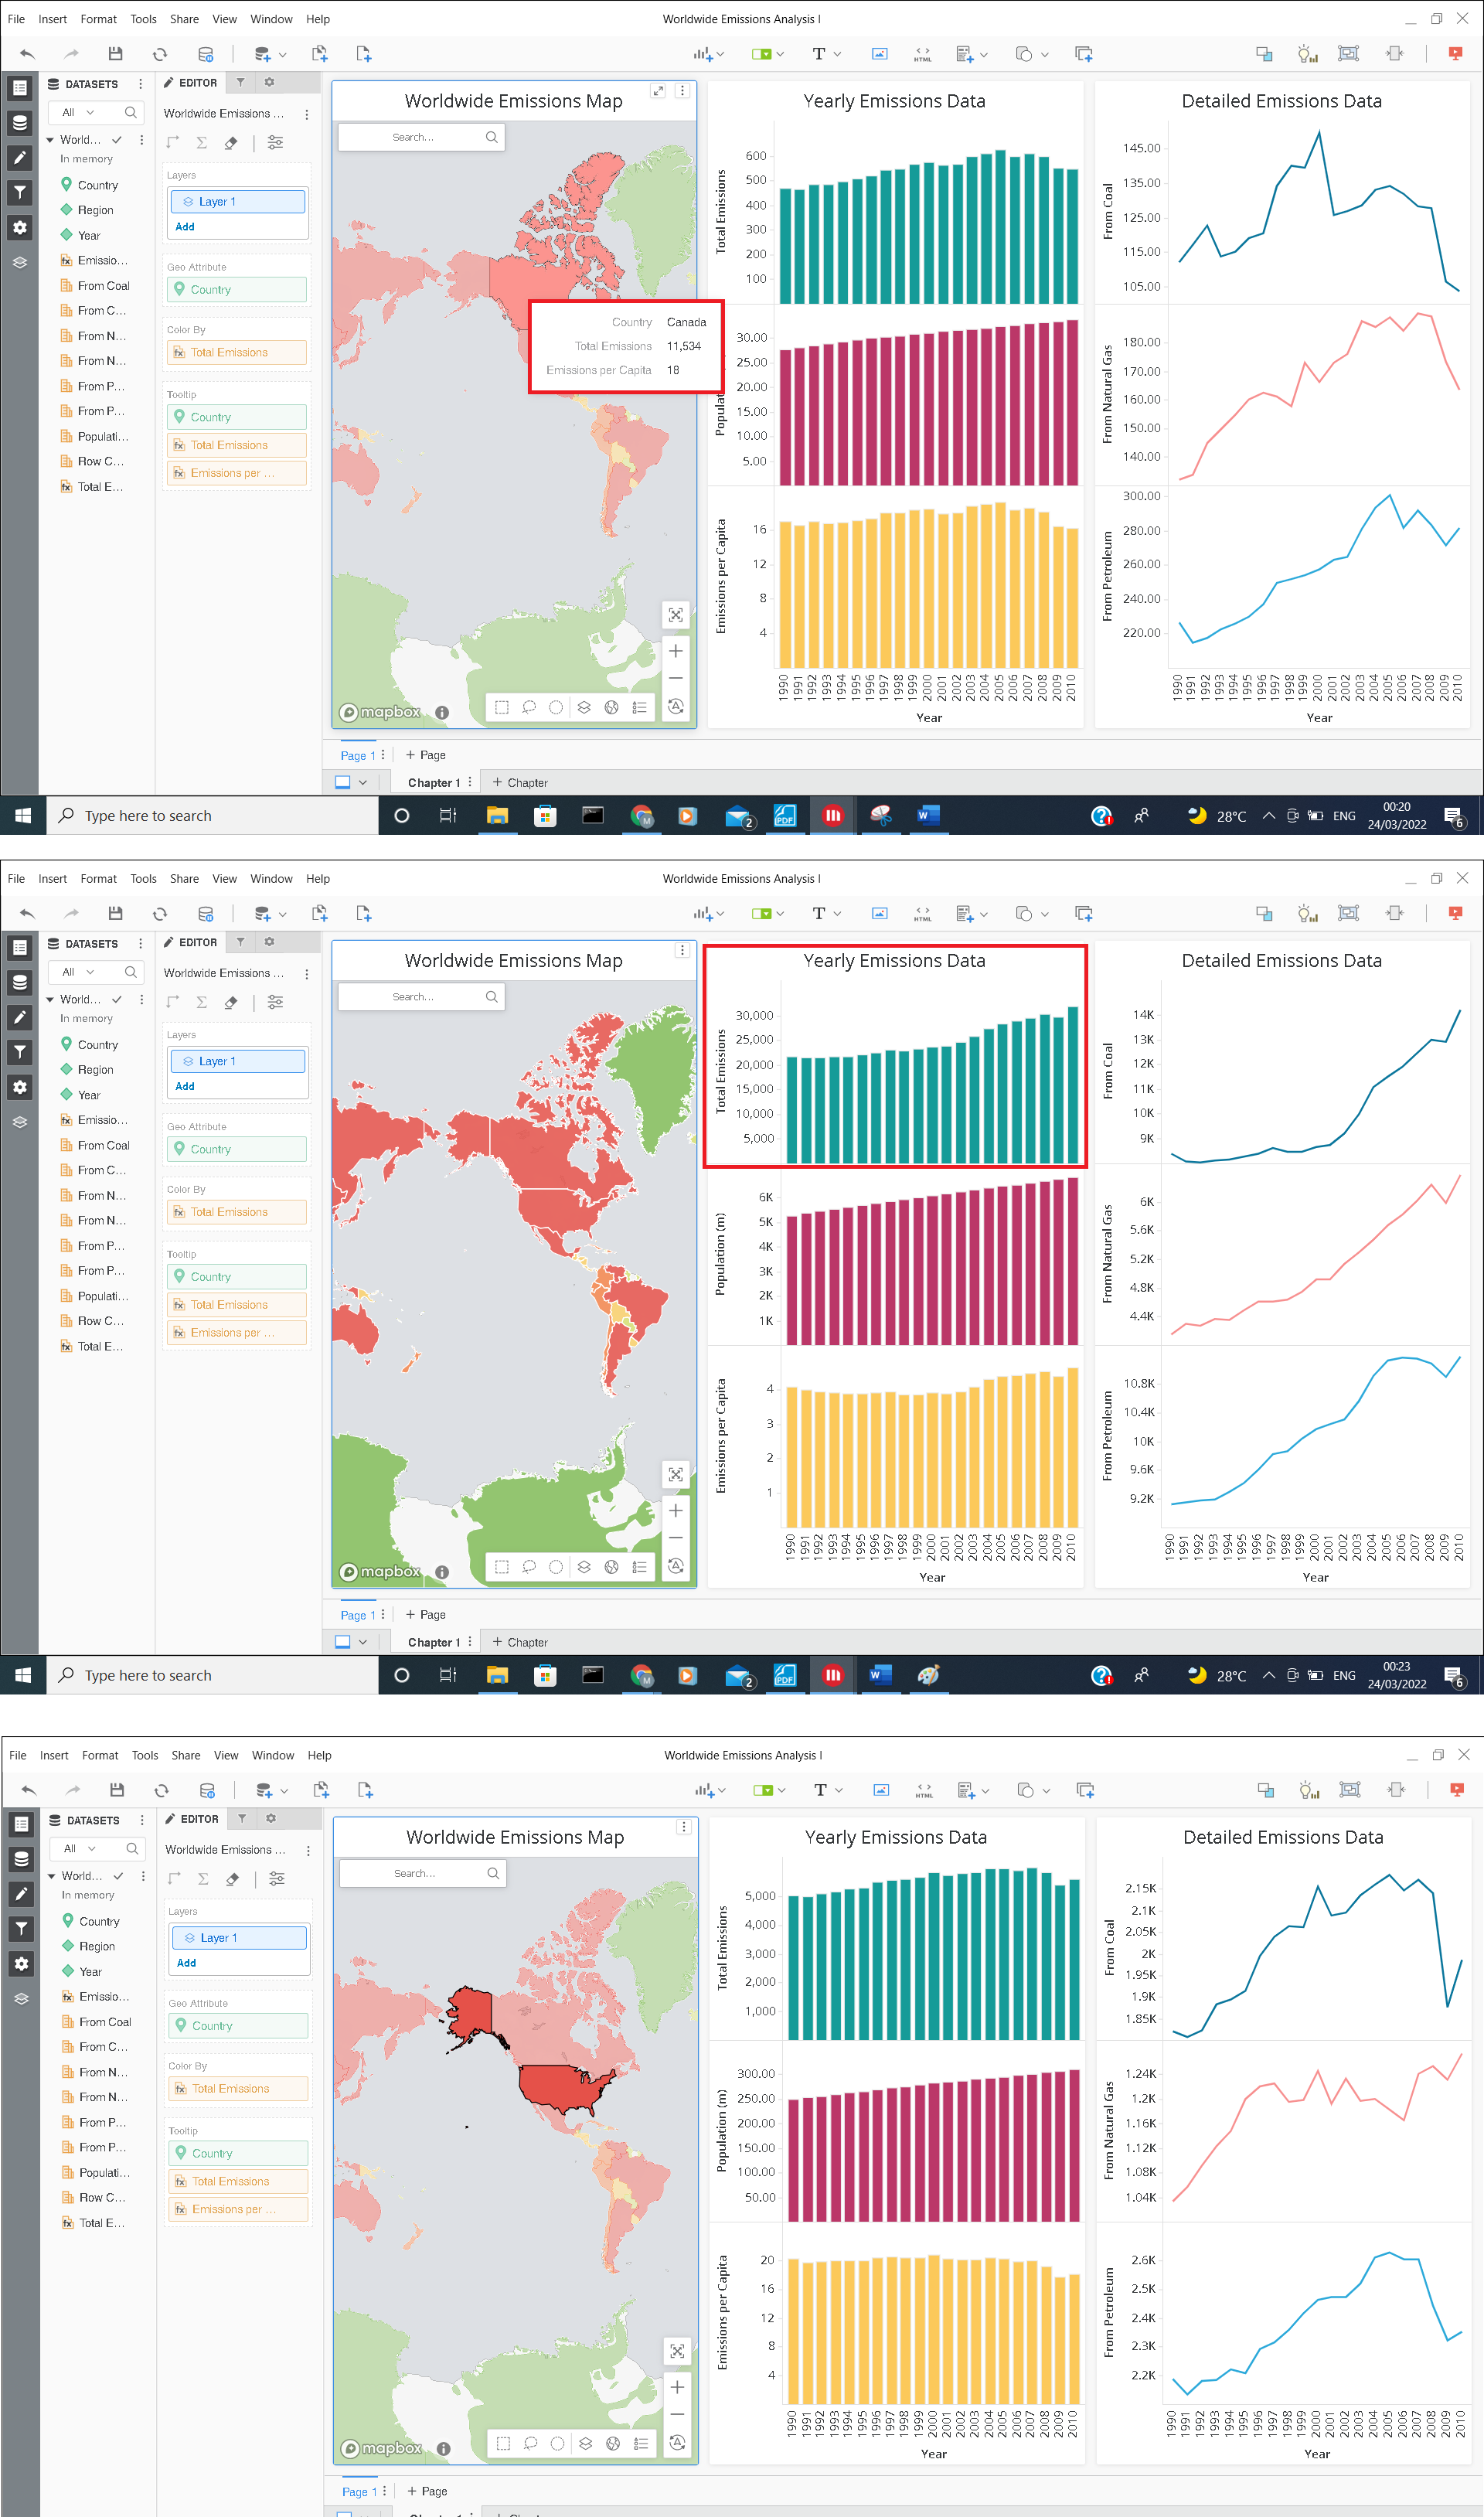 File Insert Format Tools Share View Window Help
Worldwide Emissions Analysis I
T
HTML
DATASETS
All
World...
In memory
Country
Region
Year
Emissio...
From Coal
From C...
From N...
From N...
From P...
From P...
Populati...
Row C...
Total E...
EDITOR
Worldwide Emissions ...
Layers
Layer 1
Add
Geo Attribute
Country
Color By
Total Emissions
Tooltip
Country
Total Emissions
Emissions per ...
Worldwide Emissions Map
Search...
Country Canada
Total Emissions 11,534
Emissions per Capita 18
mapbox
Yearly Emissions Data
Total Emissions
600
500
400
300
200
100
Populat
30.00
25.00
20.00
15.00
10.00
5.00
Emissions per Capita
16
12
8
4
1990 1991 1992 1993 1994 1995 1996 1997 1998 1999 2000 2001 2002 2003 2004 2005 2006 2007 2008 2009 2010
Year
Detailed Emissions Data
From Coal
145.00
135.00
125.00
115.00
105.00
From Natural Gas
180.00
170.00
160.00
150.00
140.00
From Petroleum
300.00
280.00
260.00
240.00
220.00
1990 1991 1992 1993 1994 1995 1996 1997 1998 1999 2000 2001 2002 2003 2004 2005 2006 2007 2008 2009 2010
Year
Page 1 + Page
Chapter 1 + Chapter
Type here to search
2
PDF
28°C ENG
00:20
24/03/2022
6
File Insert Format Tools Share View Window Help
Worldwide Emissions Analysis I
T
HTML
DATASETS
All
World...
In memory
Country
Region
Year
Emissio...
From Coal
From C...
From N...
From N...
From P...
From P...
Populati...
Row C...
Total E...
EDITOR
Worldwide Emissions ...
Layers
Layer 1
Add
Geo Attribute
Country
Color By
Total Emissions
Tooltip
Country
Total Emissions
Emissions per ...
Worldwide Emissions Map
Search...
mapbox
Yearly Emissions Data
Total Emissions
30,000
25,000
20,000
15,000
10,000
5,000
Population (m)
6K
5K
4K
3K
2K
1K
Emissions per Capita
4
3
2
1
1990 1991 1992 1993 1994 1995 1996 1997 1998 1999 2000 2001 2002 2003 2004 2005 2006 2007 2008 2009 2010
Year
Detailed Emissions Data
From Coal
14K
13K
12K
11K
10K
9K
From Natural Gas
6K
5.6K
5.2K
4.8K
4.4K
From Petroleum
10.8K
10.4K
10K
9.6K
9.2K
1990 1991 1992 1993 1994 1995 1996 1997 1998 1999 2000 2001 2002 2003 2004 2005 2006 2007 2008 2009 2010
Year
Page 1 + Page
Chapter 1 + Chapter
Type here to search
2
PDF
28°C ENG
00:23
24/03/2022
6
File Insert Format Tools Share View Window Help
Worldwide Emissions Analysis I
T
HTML
DATASETS
All
World...
In memory
Country
Region
Year
Emissio...
From Coal
From C...
From N...
From N...
From P...
From P...
Populati...
Row C...
Total E...
EDITOR
Worldwide Emissions ...
Layers
Layer 1
Add
Geo Attribute
Country
Color By
Total Emissions
Tooltip
Country
Total Emissions
Emissions per ...
Worldwide Emissions Map
Search...
mapbox
Yearly Emissions Data
Total Emissions
5,000
4,000
3,000
2,000
1,000
Population (m)
300.00
250.00
200.00
150.00
100.00
50.00
Emissions per Capita
20
16
12
8
4
1990 1991 1992 1993 1994 1995 1996 1997 1998 1999 2000 2001 2002 2003 2004 2005 2006 2007 2008 2009 2010
Year
Detailed Emissions Data
From Coal
2.15K
2.1K
2.05K
2K
1.95K
1.9K
1.85K
From Natural Gas
1.24K
1.2K
1.16K
1.12K
1.08K
1.04K
From Petroleum
2.6K
2.5K
2.4K
2.3K
2.2K
1990 1991 1992 1993 1994 1995 1996 1997 1998 1999 2000 2001 2002 2003 2004 2005 2006 2007 2008 2009 2010
Year
Page 1 + Page